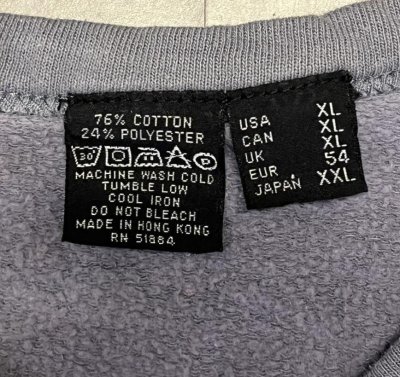 76% COTTON
24% POLYESTER
30
MACHINE WASH COLD
TUMBLE LOW
COOL IRON
DO NOT BLEACH
MADE IN HONG KONG
RN 51884
USA XL
CAN XL
UK XL
EUR 54
JAPAN XXL